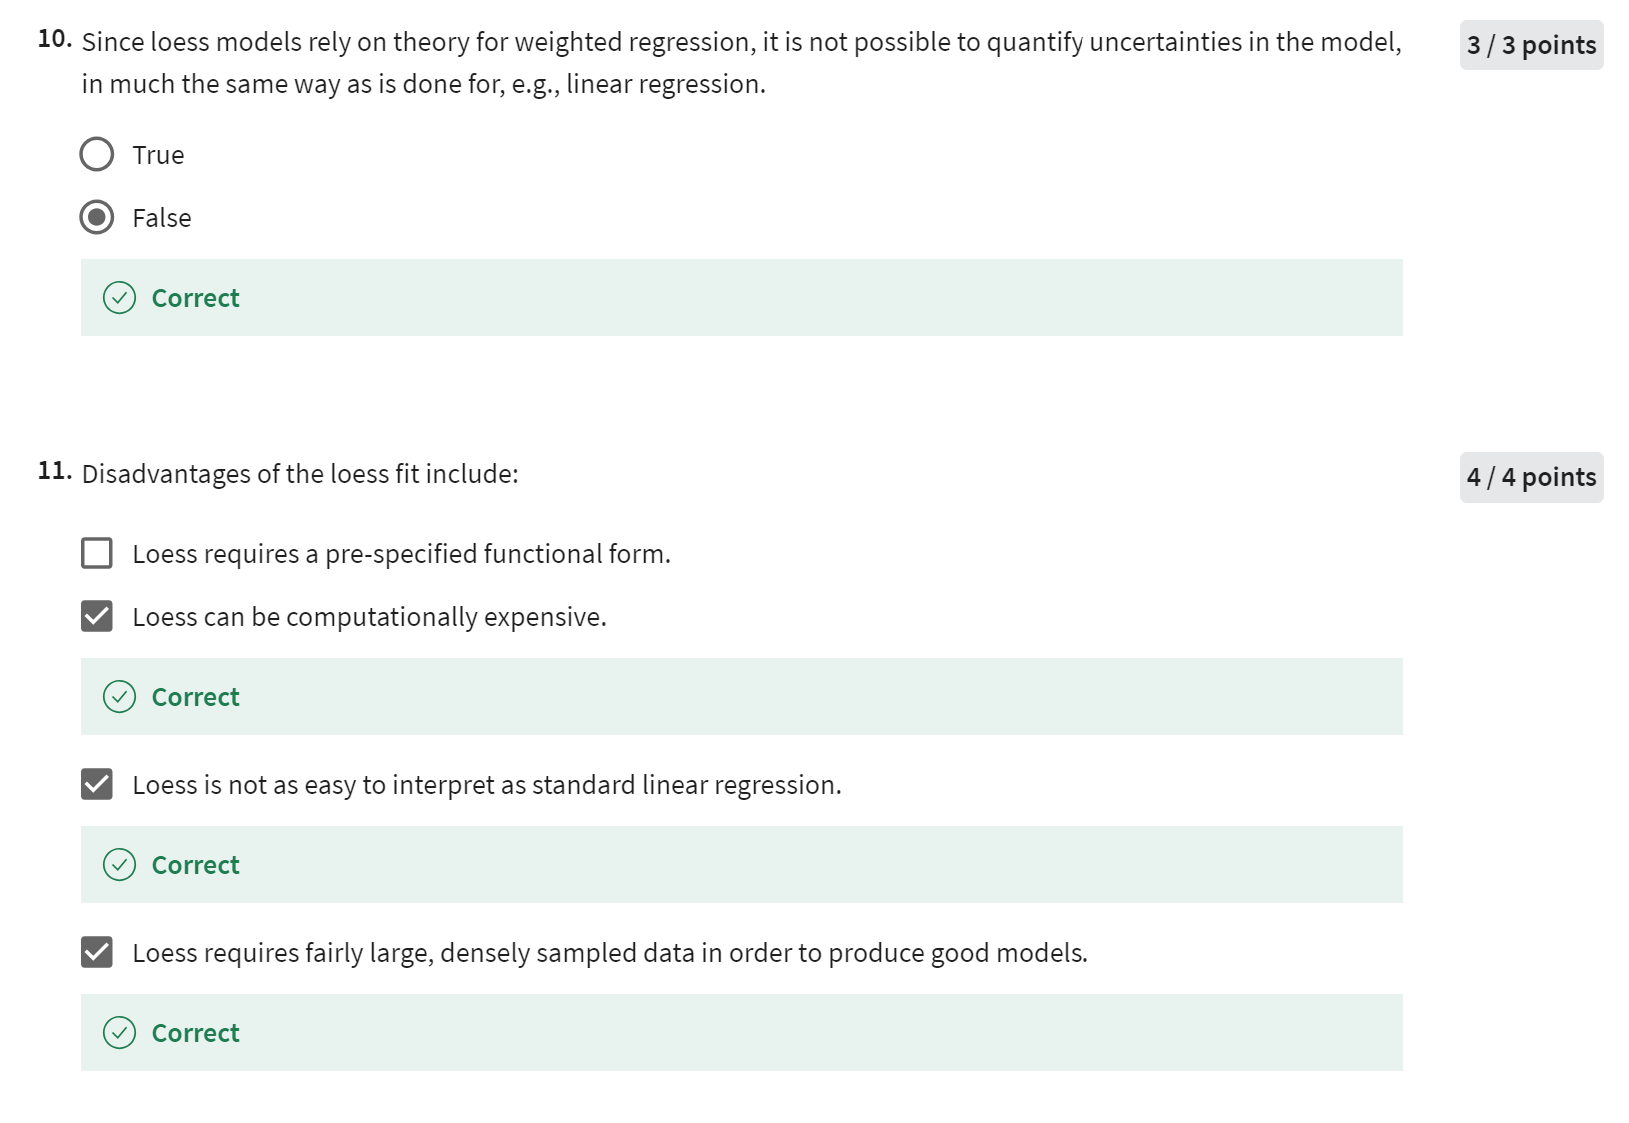 10. Since loess models rely on theory for weighted regression, it is not possible to quantify uncertainties in the model,
3 / 3 points
in much the same way as is done for, e.g., linear regression.
True
False
Correct
11. Disadvantages of the loess fit include:
4 / 4 points
Loess requires a pre-specified functional form.
Loess can be computationally expensive.
Correct
Loess is not as easy to interpret as standard linear regression.
Correct
Loess requires fairly large, densely sampled data in order to produce good models.
Correct